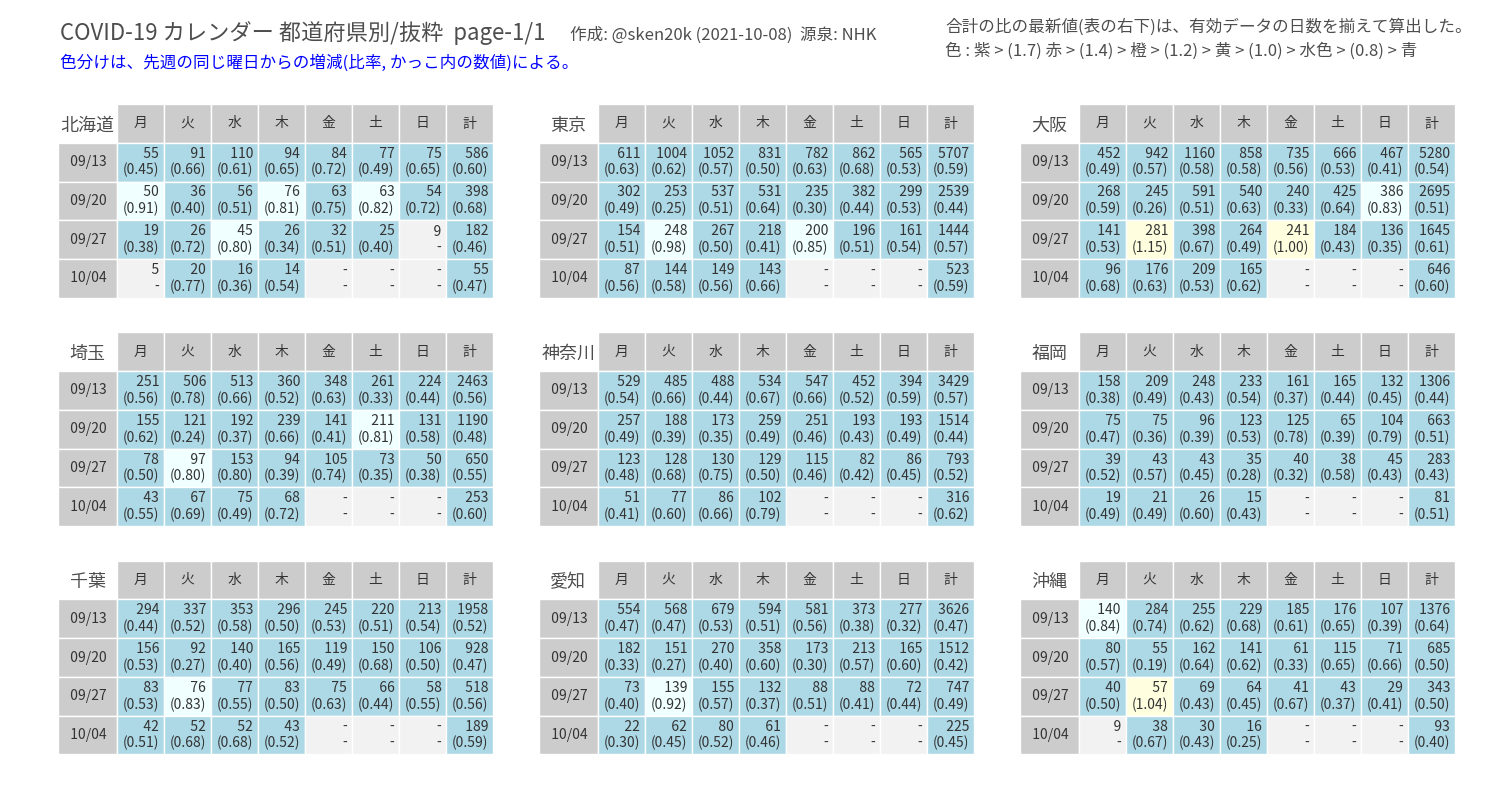 COVID-19 カレンダー 都道府県別/抜粋 page-1/1 作成: @sken20k (2021-10-08) 源泉: NHK
色分けは、先週の同じ曜日からの増減(比率, かっこ内の数値)による。
合計の比の最新値(表の右下)は、有効データの日数を揃えて算出した。
色 : 紫 > (1.7) 赤 > (1.4) 橙 > (1.2) 黄 > (1.0) > 水色 > (0.8) > 青
北海道 月 火 水 木 金 土 日 計
09/13 55 91 110 94 84 77 75 586
(0.45) (0.66) (0.61) (0.65) (0.72) (0.49) (0.65) (0.60)
09/20 50 36 56 76 63 63 54 398
(0.91) (0.40) (0.51) (0.81) (0.75) (0.82) (0.72) (0.68)
09/27 19 26 45 26 32 25 9 182
(0.38) (0.72) (0.80) (0.34) (0.51) (0.40) - (0.46)
10/04 5 20 16 14 - - - 55
- (0.77) (0.36) (0.54) - - - (0.47)
東京 月 火 水 木 金 土 日 計
09/13 611 1004 1052 831 782 862 565 5707
(0.63) (0.62) (0.57) (0.50) (0.63) (0.68) (0.53) (0.59)
09/20 302 253 537 531 235 382 299 2539
(0.49) (0.25) (0.51) (0.64) (0.30) (0.44) (0.53) (0.44)
09/27 154 248 267 218 200 196 161 1444
(0.51) (0.98) (0.50) (0.41) (0.85) (0.51) (0.54) (0.57)
10/04 87 144 149 143 - - - 523
(0.56) (0.58) (0.56) (0.66) - - - (0.59)
大阪 月 火 水 木 金 土 日 計
09/13 452 942 1160 858 735 666 467 5280
(0.49) (0.57) (0.58) (0.58) (0.56) (0.53) (0.41) (0.54)
09/20 268 245 591 540 240 425 386 2695
(0.59) (0.26) (0.51) (0.63) (0.33) (0.64) (0.83) (0.51)
09/27 141 281 398 264 241 184 136 1645
(0.53) (1.15) (0.67) (0.49) (1.00) (0.43) (0.35) (0.61)
10/04 96 176 209 165 - - - 646
(0.68) (0.63) (0.53) (0.62) - - - (0.60)
埼玉 月 火 水 木 金 土 日 計
09/13 251 506 513 360 348 261 224 2463
(0.56) (0.78) (0.66) (0.52) (0.63) (0.33) (0.44) (0.56)
09/20 155 121 192 239 141 211 131 1190
(0.62) (0.24) (0.37) (0.66) (0.41) (0.81) (0.58) (0.48)
09/27 78 97 153 94 105 73 50 650
(0.50) (0.80) (0.80) (0.39) (0.74) (0.35) (0.38) (0.55)
10/04 43 67 75 68 - - - 253
(0.55) (0.69) (0.49) (0.72) - - - (0.60)
神奈川 月 火 水 木 金 土 日 計
09/13 529 485 488 534 547 452 394 3429
(0.54) (0.52) (0.44) (0.67) (0.66) (0.52) (0.59) (0.57)
09/20 257 188 173 259 251 193 193 1514
(0.49) (0.39) (0.35) (0.49) (0.46) (0.43) (0.49) (0.44)
09/27 123 128 130 129 115 82 86 793
(0.48) (0.68) (0.75) (0.50) (0.46) (0.42) (0.45) (0.52)
10/04 51 77 86 102 - - - 316
(0.41) (0.60) (0.66) (0.79) - - - (0.62)
福岡 月 火 水 木 金 土 日 計
09/13 158 209 248 233 161 165 132 1306
(0.38) (0.49) (0.43) (0.54) (0.37) (0.44) (0.45) (0.44)
09/20 75 75 96 123 125 65 104 663
(0.47) (0.36) (0.39) (0.53) (0.78) (0.39) (0.79) (0.51)
09/27 39 43 43 35 40 38 45 283
(0.52) (0.57) (0.45) (0.28) (0.32) (0.58) (0.43) (0.43)
10/04 19 21 26 15 - - - 81
(0.49) (0.49) (0.60) (0.43) - - - (0.51)
千葉 月 火 水 木 金 土 日 計
09/13 294 337 353 296 245 220 213 1958
(0.44) (0.52) (0.58) (0.50) (0.53) (0.51) (0.54) (0.52)
09/20 156 92 140 165 119 150 106 928
(0.53) (0.27) (0.40) (0.56) (0.49) (0.68) (0.50) (0.47)
09/27 83 76 77 83 75 66 58 518
(0.53) (0.83) (0.55) (0.50) (0.63) (0.44) (0.55) (0.56)
10/04 42 52 52 43 - - - 189
(0.51) (0.68) (0.68) (0.52) - - - (0.59)
愛知 月 火 水 木 金 土 日 計
09/13 554 568 679 594 581 373 277 3626
(0.47) (0.47) (0.53) (0.51) (0.56) (0.38) (0.32) (0.47)
09/20 182 151 270 358 173 213 165 1512
(0.33) (0.27) (0.40) (0.60) (0.30) (0.57) (0.60) (0.42)
09/27 73 139 155 132 88 88 72 747
(0.40) (0.92) (0.57) (0.37) (0.51) (0.41) (0.44) (0.49)
10/04 22 62 80 61 - - - 225
(0.30) (0.45) (0.52) (0.46) - - - (0.45)
沖縄 月 火 水 木 金 土 日 計
09/13 140 284 255 229 185 176 107 1376
(0.84) (0.74) (0.62) (0.68) (0.61) (0.65) (0.39) (0.64)
09/20 80 55 162 141 61 115 71 685
(0.57) (0.19) (0.64) (0.62) (0.33) (0.65) (0.66) (0.50)
09/27 40 57 69 64 41 43 29 343
(0.50) (1.04) (0.43) (0.45) (0.67) (0.37) (0.41) (0.50)
10/04 9 38 30 16 - - - 93
- (0.67) (0.43) (0.25) - - - (0.40)